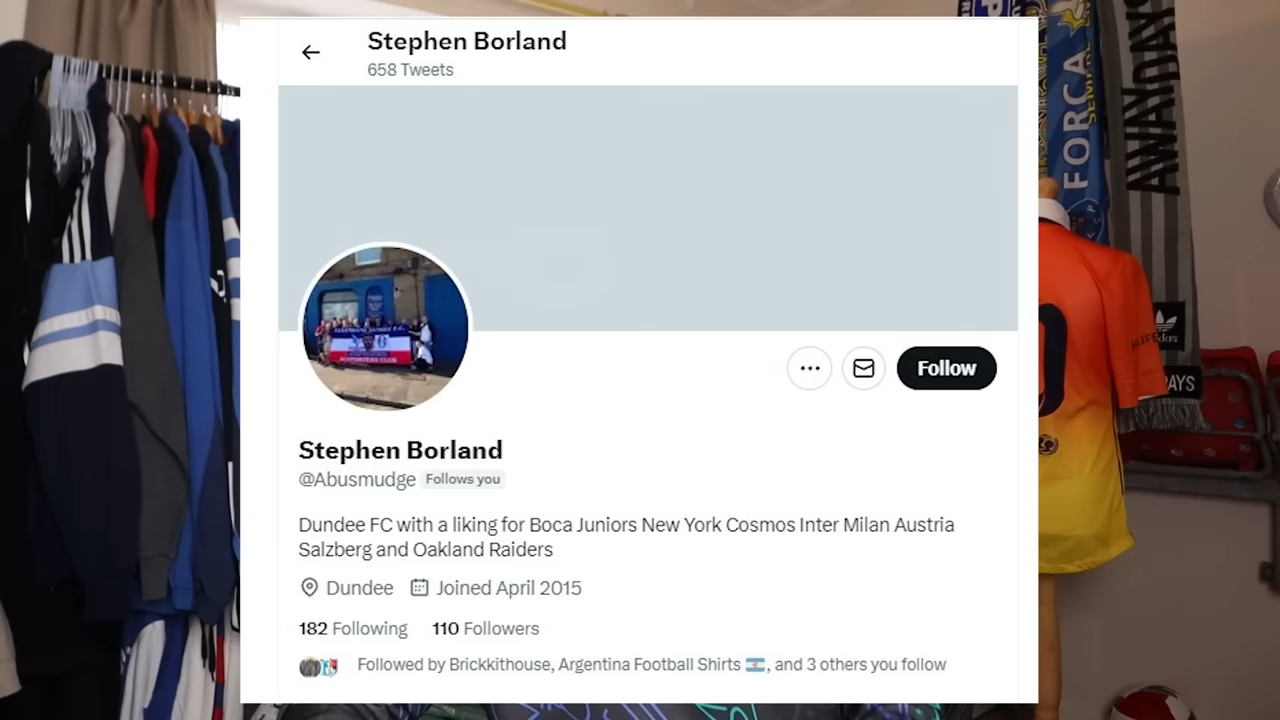 Stephen Borland
658 Tweets
Follow
Stephen Borland
@Abusmudge Follows you
Dundee FC with a liking for Boca Juniors New York Cosmos Inter Milan Austria
Salzberg and Oakland Raiders
Dundee Joined April 2015
182 Following 110 Followers
Followed by Brickkithouse, Argentina Football Shirts 🇦🇷, and 3 others you follow
FORCA
SEMPRE
AWAYDAYS